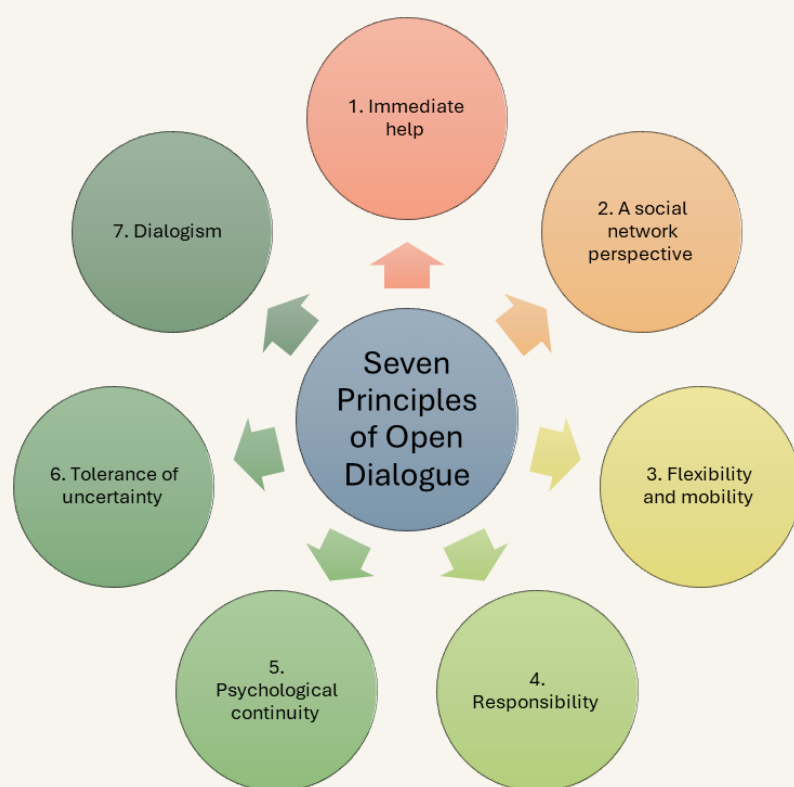 1. Immediate
help
2. A social
network
perspective
3. Flexibility
and mobility
4.
Responsibility
5.
Psychological
continuity
6. Tolerance of
uncertainty
7. Dialogism
Seven
Principles
of Open
Dialogue